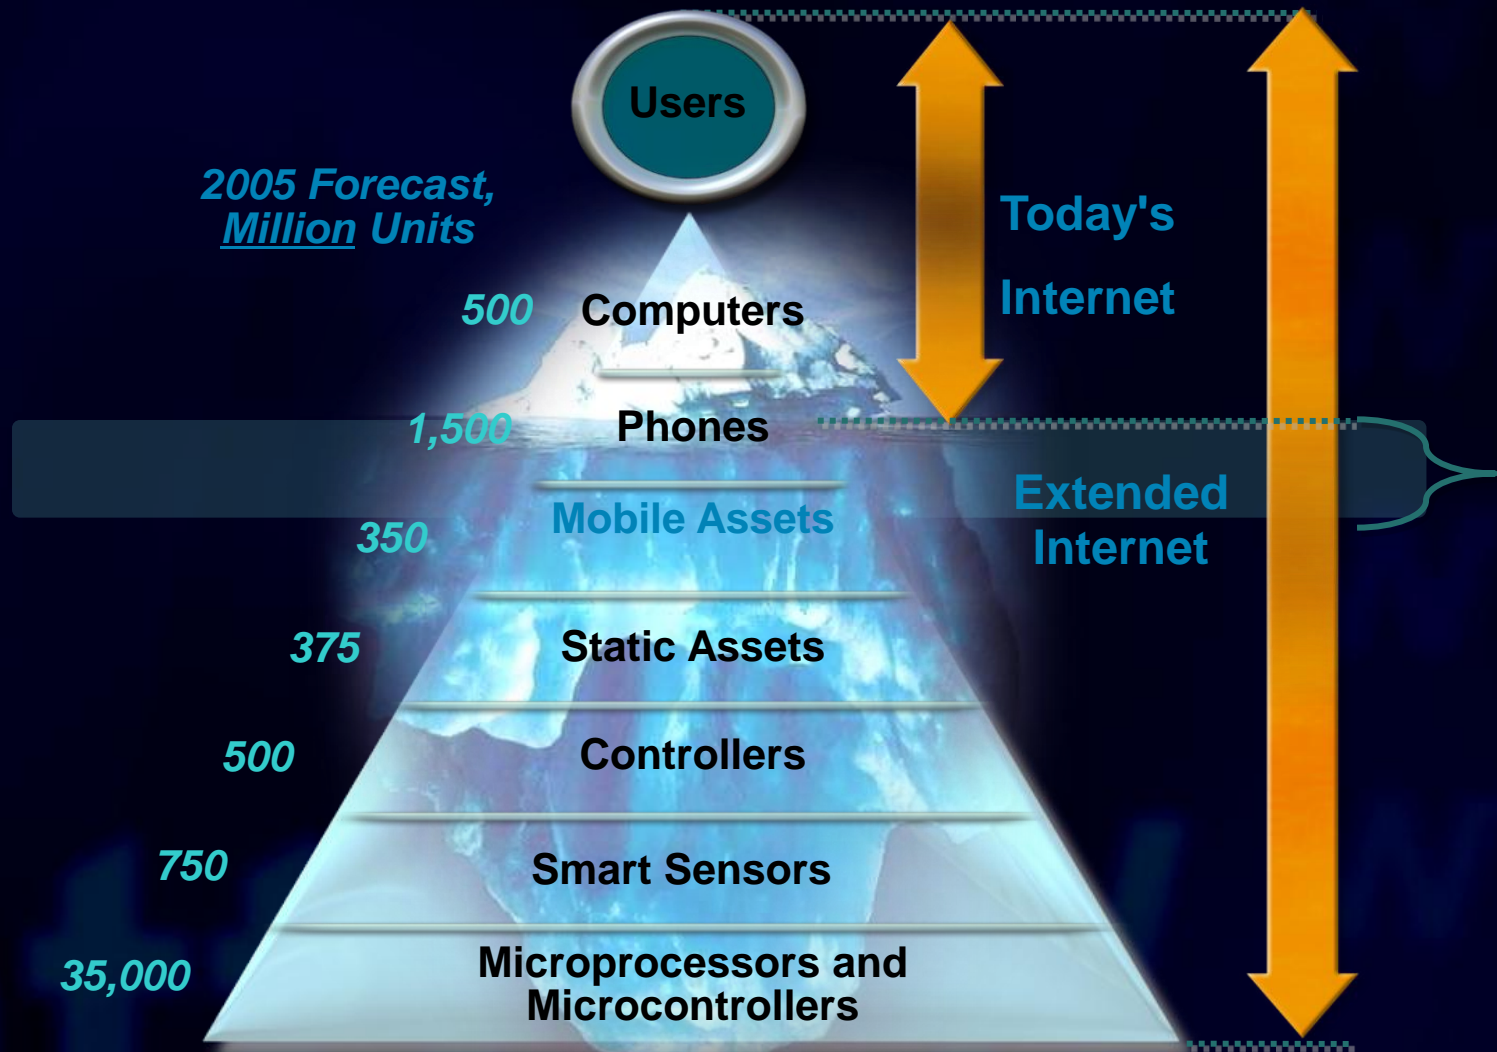 Users
2005 Forecast,
Million Units
Today's
Internet
500 Computers
1,500 Phones
Extended
Internet
350 Mobile Assets
375 Static Assets
500 Controllers
750 Smart Sensors
35,000 Microprocessors and
Microcontrollers